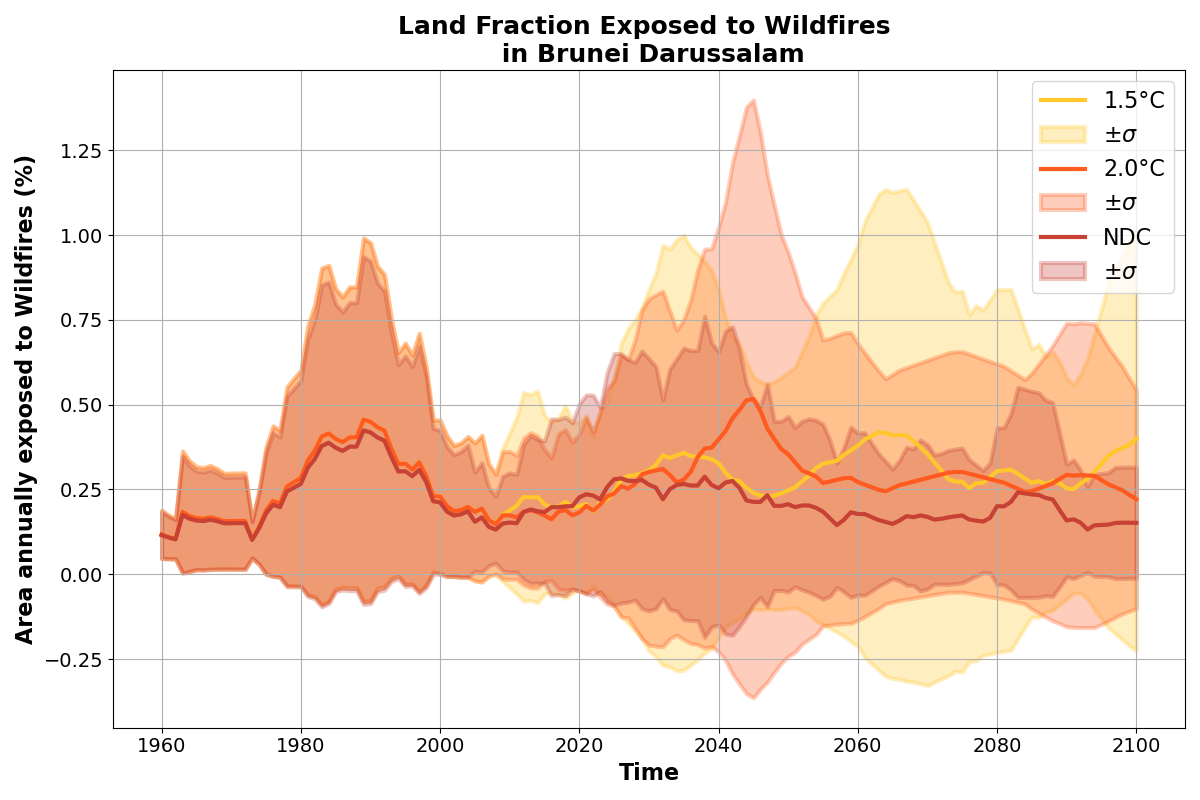 Land Fraction Exposed to Wildfires
in Brunei Darussalam
Area annually exposed to Wildfires (%)
1.25
1.00
0.75
0.50
0.25
0.00
−0.25
1960
1980
2000
2020
2040
2060
2080
2100
Time
1.5°C
±σ
2.0°C
±σ
NDC
±σ